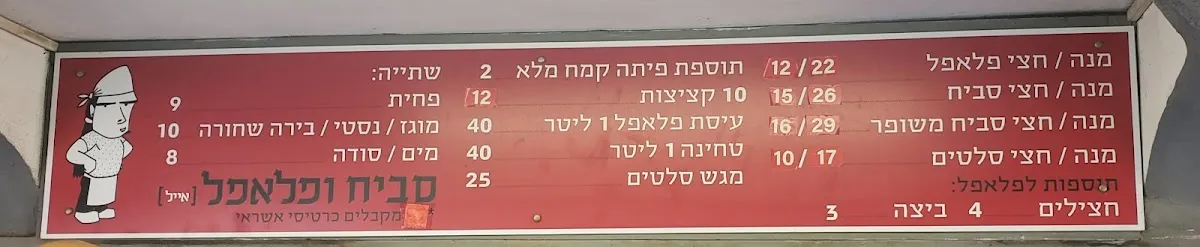 מנה / חצי פלאפל 22 / 12
מנה / חצי סביח 26 / 15
מנה / חצי סביח משופר 29 / 16
מנה / חצי סלטים 17 / 10
תוספות לפלאפל:
חצילים 4 ביצה 3
תוספת פיתה קמח מלא 2
10 קציצות 12
עיסת פלאפל 1 ליטר 40
טחינה 1 ליטר 40
מגש סלטים 25
שתייה:
פחית 9
מוגז / נסטי / בירה שחורה 10
מים / סודה 8
סביח ופלאפל [אייל]
מקבלים כרטיסי אשראי